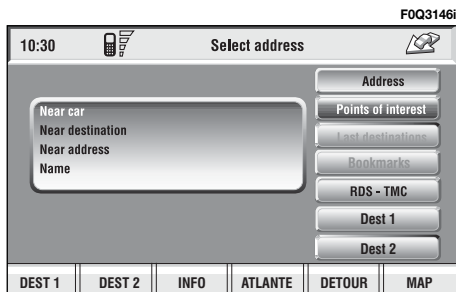 F0Q3146i
10:30 Select address
Address
Points of interest
Last destinations
Bookmarks
RDS - TMC
Dest 1
Dest 2
Near car
Near destination
Near address
Name
DEST 1 DEST 2 INFO ATLANTE DETOUR MAP